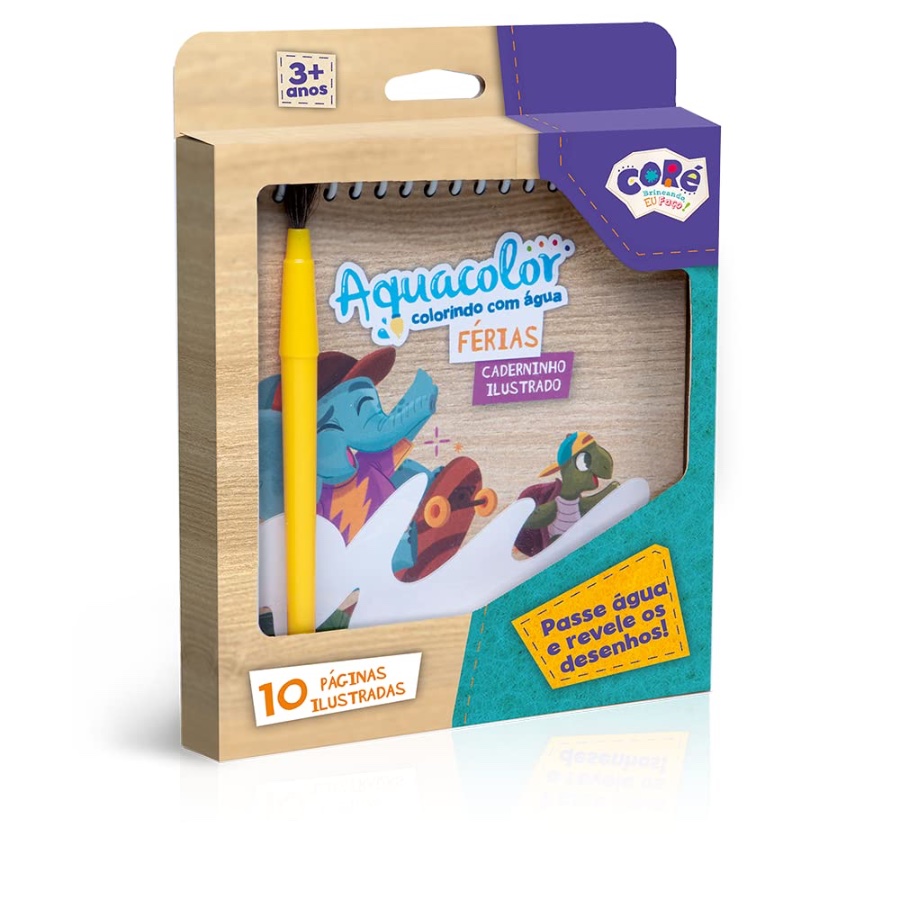 3+
anos
CORé
Brincando
EU Faço!
Aquacolor
colorindo com água
FÉRIAS
CADERNINHO
ILUSTRADO
Passe água
e revele os
desenhos!
10 PÁGINAS
ILUSTRADAS